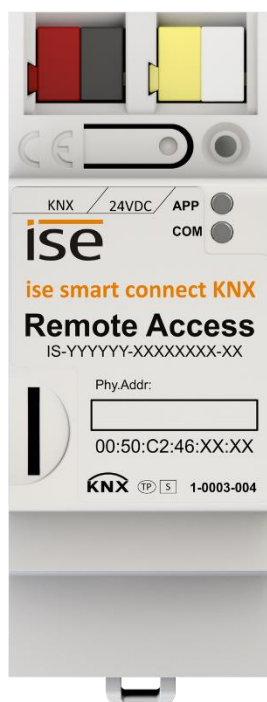 CE
KNX / 24VDC / APP
COM
ise
ise smart connect KNX
Remote Access
IS-YYYYYY-XXXXXXXX-XX
Phy.Addr:
00:50:C2:46:XX:XX
KNX TP S 1-0003-004